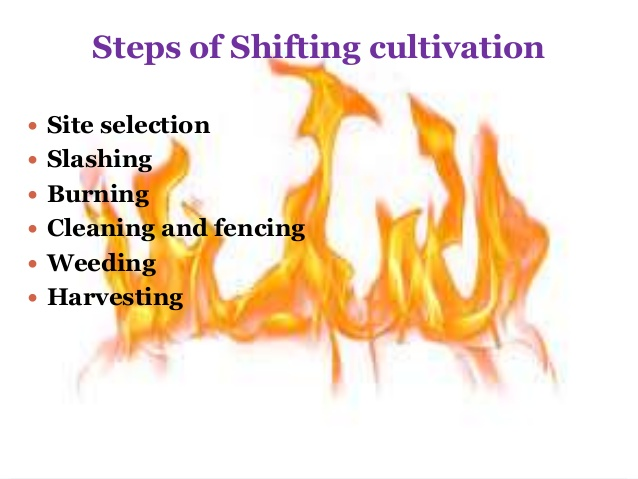 Steps of Shifting cultivation
• Site selection
• Slashing
• Burning
• Cleaning and fencing
• Weeding
• Harvesting